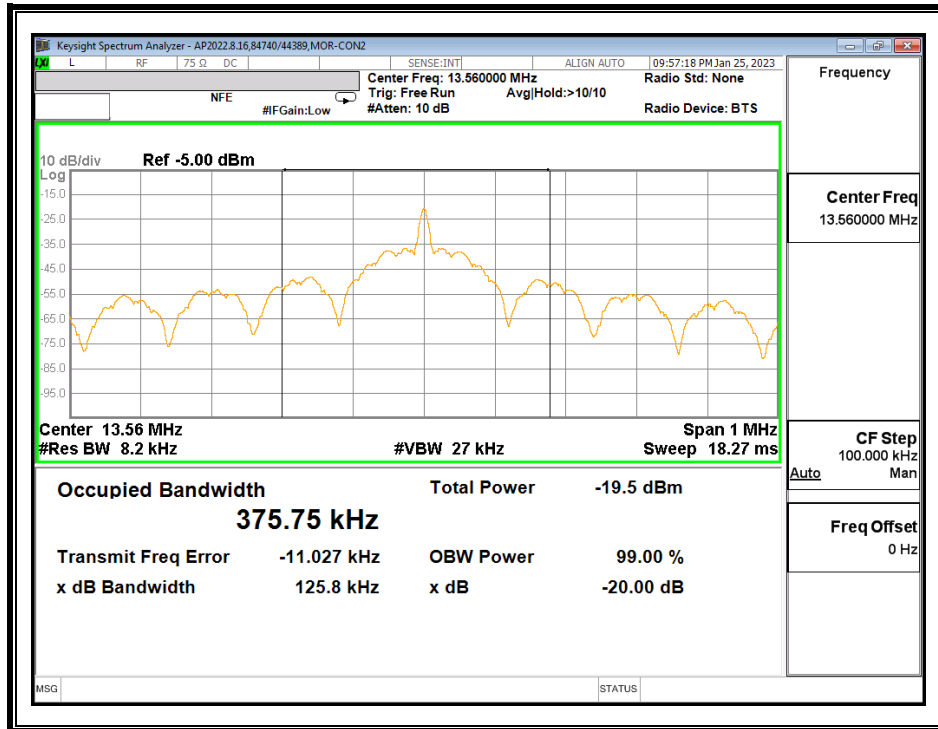 Keysight Spectrum Analyzer - AP2022.8.16,84740/44389,MOR-CON2
LXI L RF 75 Ω DC SENSE:INT ALIGN AUTO 09:57:18 PM Jan 25, 2023
Center Freq: 13.560000 MHz Radio Std: None
NFE Trig: Free Run Avg|Hold:>10/10
#IFGain:Low #Atten: 10 dB Radio Device: BTS
10 dB/div Ref -5.00 dBm
Log
-15.0
-25.0
-35.0
-45.0
-55.0
-65.0
-75.0
-85.0
-95.0
Center 13.56 MHz Span 1 MHz
#Res BW 8.2 kHz #VBW 27 kHz Sweep 18.27 ms
Occupied Bandwidth Total Power -19.5 dBm
375.75 kHz
Transmit Freq Error -11.027 kHz OBW Power 99.00 %
x dB Bandwidth 125.8 kHz x dB -20.00 dB
MSG STATUS
Frequency
Center Freq
13.560000 MHz
CF Step
100.000 kHz
Auto Man
Freq Offset
0 Hz